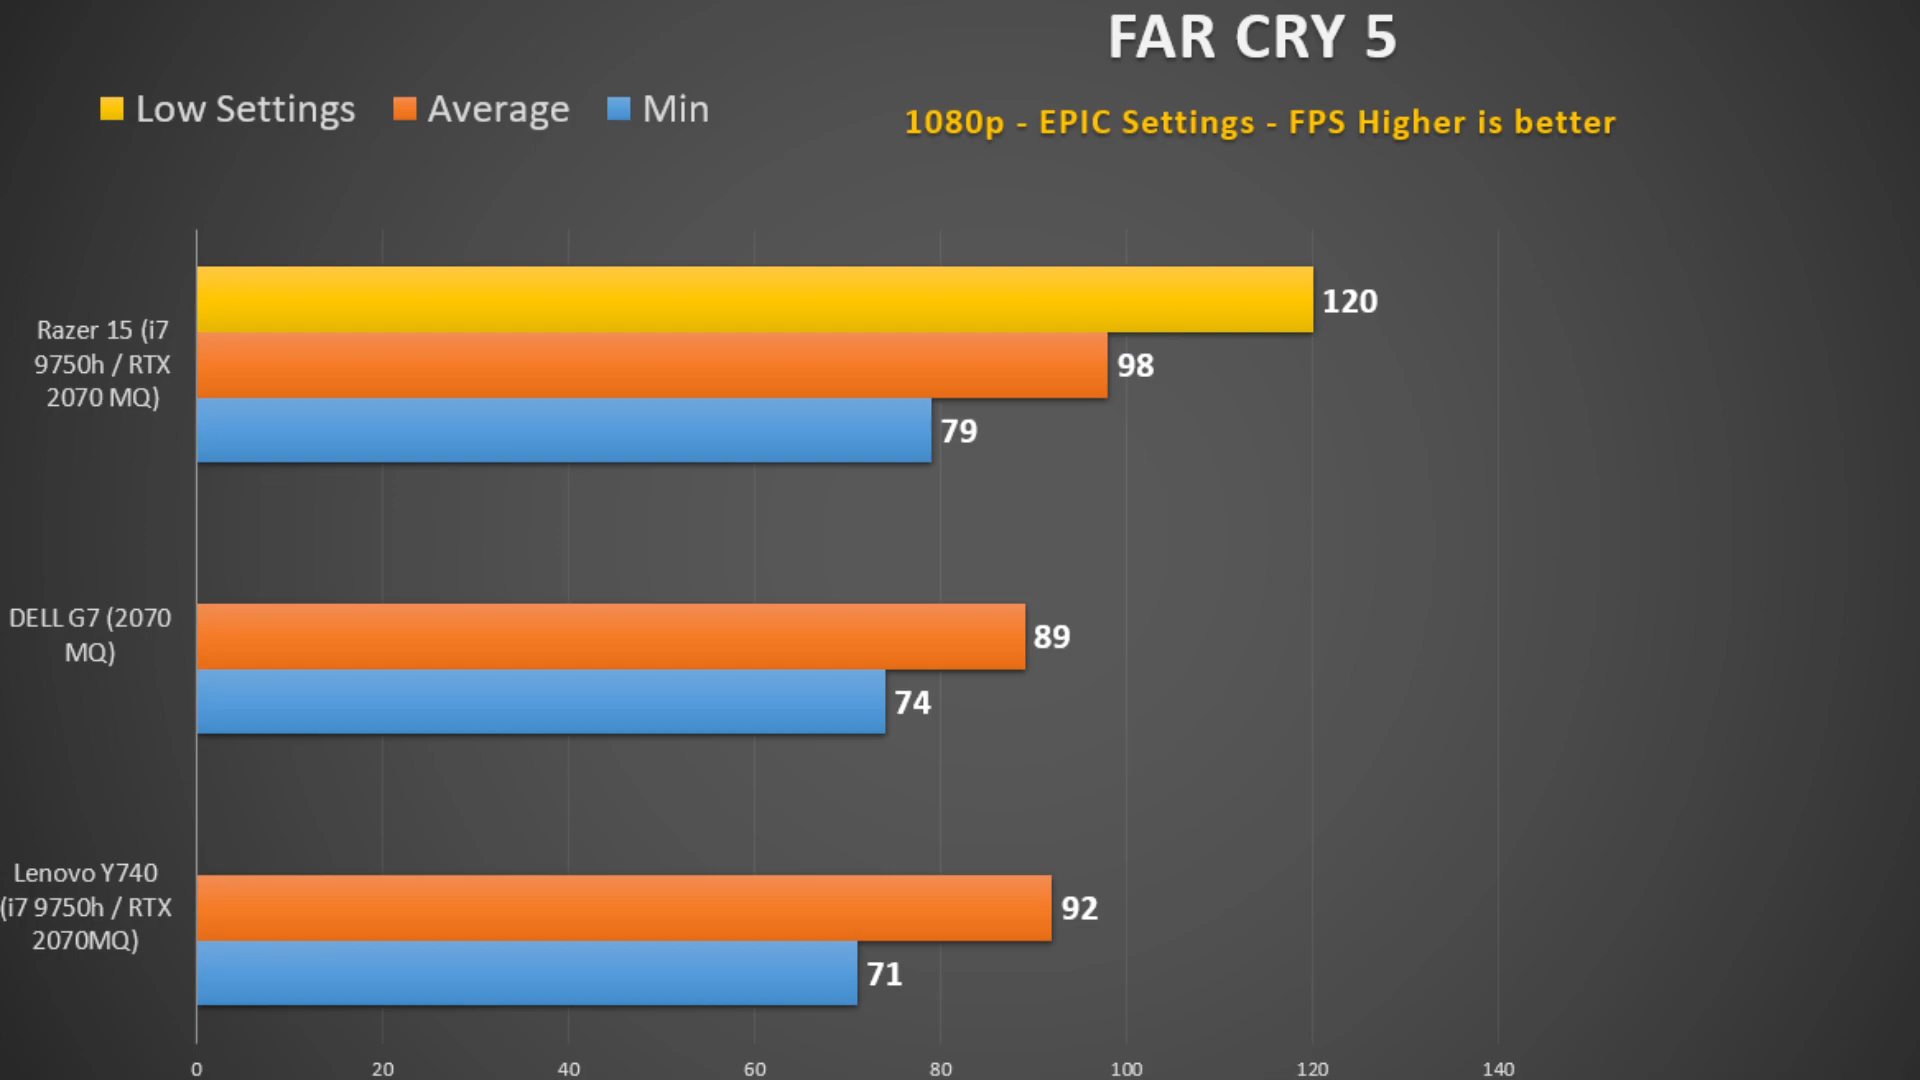 FAR CRY 5
Low Settings Average Min
1080p - EPIC Settings - FPS Higher is better
Razer 15 (i7
9750h / RTX
2070 MQ)
120
98
79
DELL G7 (2070
MQ)
89
74
Lenovo Y740
(i7 9750h / RTX
2070MQ)
92
71
0 20 40 60 80 100 120 140